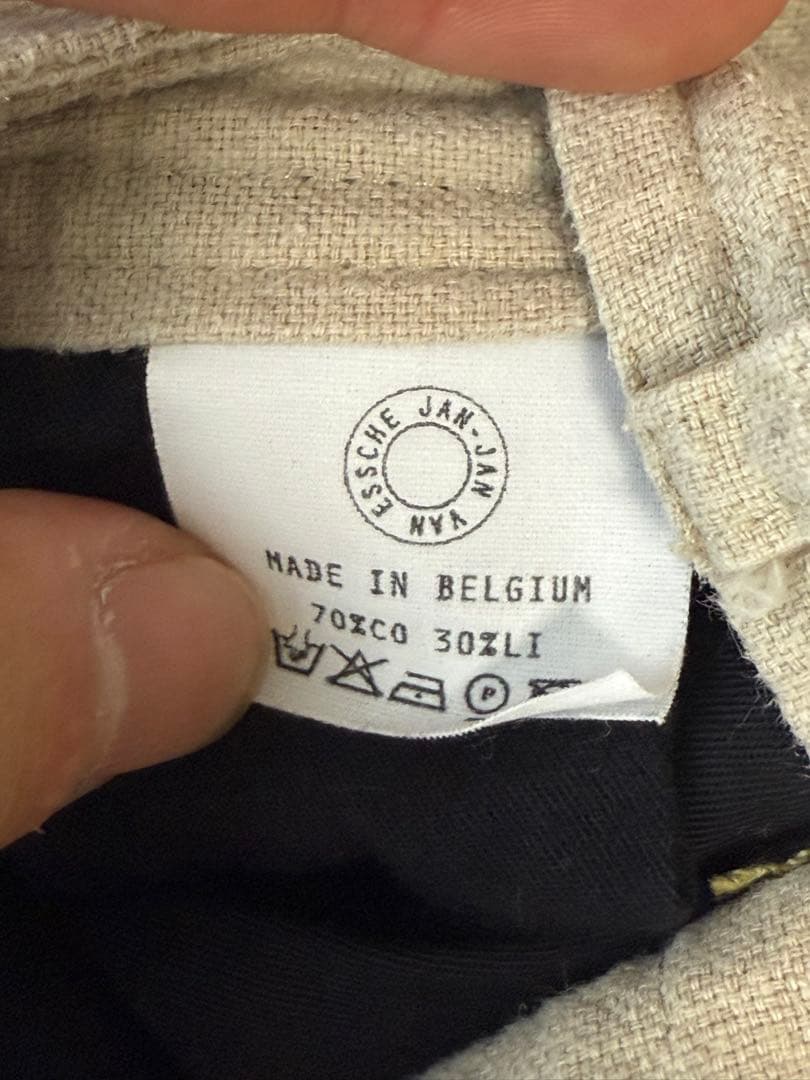 JAN-JAN VAN ESSCHE
MADE IN BELGIUM
70%CO 30%LI
P